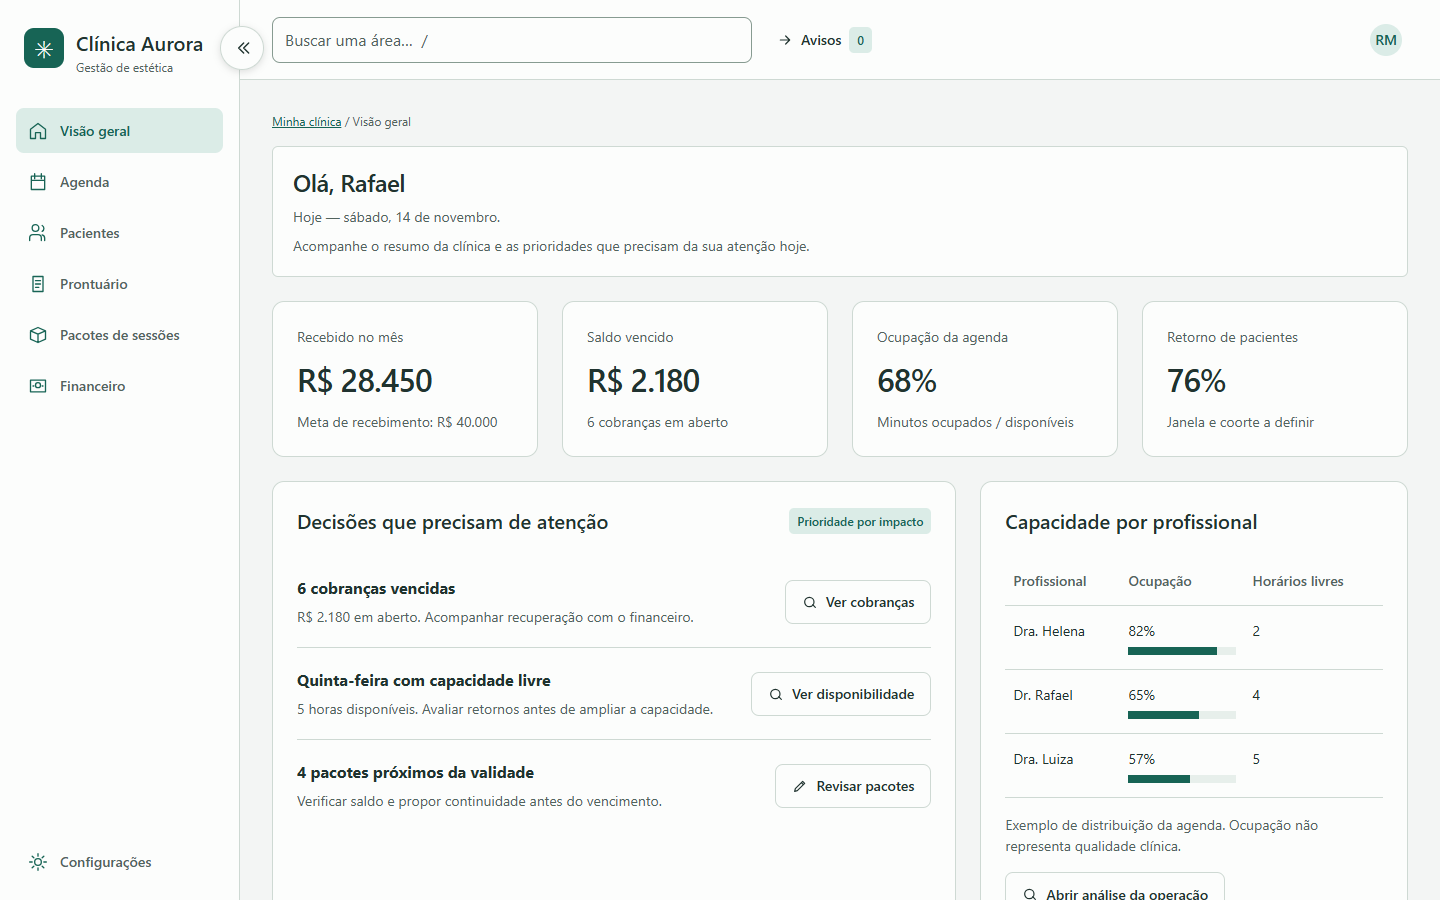 Clínica Aurora
Gestão de estética
Visão geral
Agenda
Pacientes
Prontuário
Pacotes de sessões
Financeiro
Configurações
Buscar uma área... /
Avisos 0
RM
Minha clínica / Visão geral
Olá, Rafael
Hoje — sábado, 14 de novembro.
Acompanhe o resumo da clínica e as prioridades que precisam da sua atenção hoje.
Recebido no mês
R$ 28.450
Meta de recebimento: R$ 40.000
Saldo vencido
R$ 2.180
6 cobranças em aberto
Ocupação da agenda
68%
Minutos ocupados / disponíveis
Retorno de pacientes
76%
Janela e coorte a definir
Decisões que precisam de atenção
Prioridade por impacto
6 cobranças vencidas
R$ 2.180 em aberto. Acompanhar recuperação com o financeiro.
Ver cobranças
Quinta-feira com capacidade livre
5 horas disponíveis. Avaliar retornos antes de ampliar a capacidade.
Ver disponibilidade
4 pacotes próximos da validade
Verificar saldo e propor continuidade antes do vencimento.
Revisar pacotes
Capacidade por profissional
Profissional Ocupação Horários livres
Dra. Helena 82% 2
Dr. Rafael 65% 4
Dra. Luiza 57% 5
Exemplo de distribuição da agenda. Ocupação não
representa qualidade clínica.
Abrir análise da operação